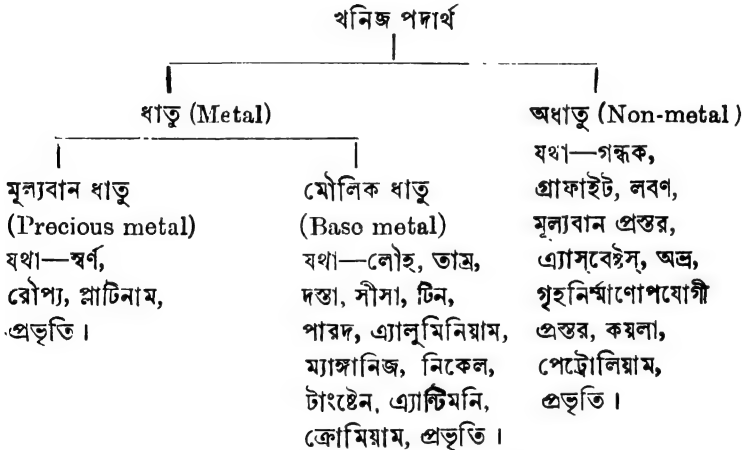 খনিজ পদার্থ
ধাতু (Metal)
অধাতু (Non-metal)
যথা—গন্ধক,
গ্রাফাইট, লবণ,
মূল্যবান প্রস্তর,
এ্যাস্‌বেষ্টস্, অভ্র,
গৃহনির্ম্মাণোপযোগী
প্রস্তর, কয়লা,
পেট্রোলিয়াম,
প্রভৃতি ।
মূল্যবান ধাতু
(Precious metal)
যথা—স্বর্ণ,
রৌপ্য, প্লাটিনাম,
প্রভৃতি ।
মৌলিক ধাতু
(Baso metal)
যথা—লৌহ, তাম্র,
দস্তা, সীসা, টিন,
পারদ, এ্যালুমিনিয়াম,
ম্যাঙ্গানিজ, নিকেল,
টাংষ্টেন, এ্যান্টিমনি,
ক্রোমিয়াম, প্রভৃতি ।